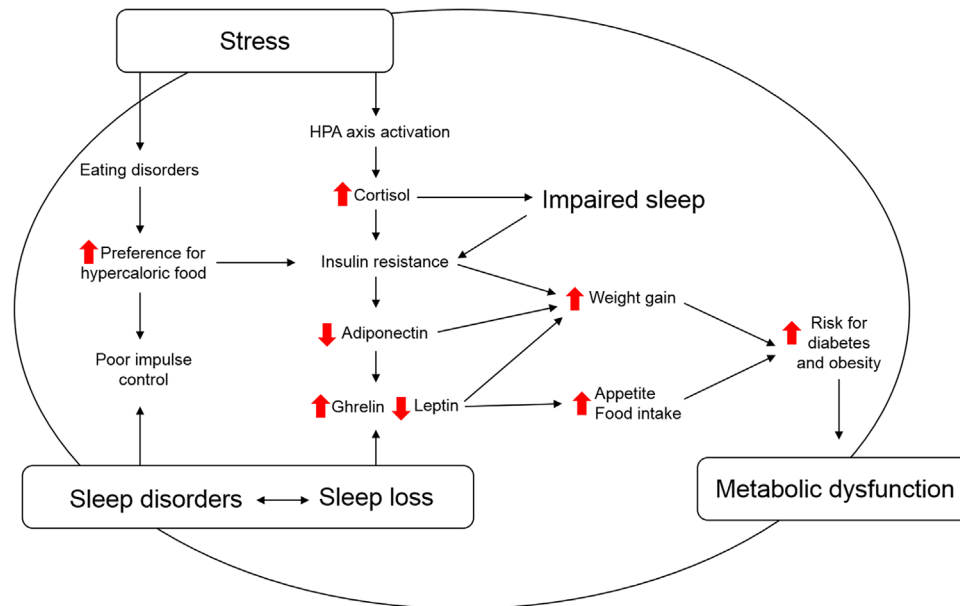 Stress
HPA axis activation
Eating disorders
Cortisol
Impaired sleep
Preference for
hypercaloric food
Insulin resistance
Weight gain
Adiponectin
Risk for
diabetes
and obesity
Poor impulse
control
Ghrelin
Leptin
Appetite
Food intake
Sleep disorders
Sleep loss
Metabolic dysfunction